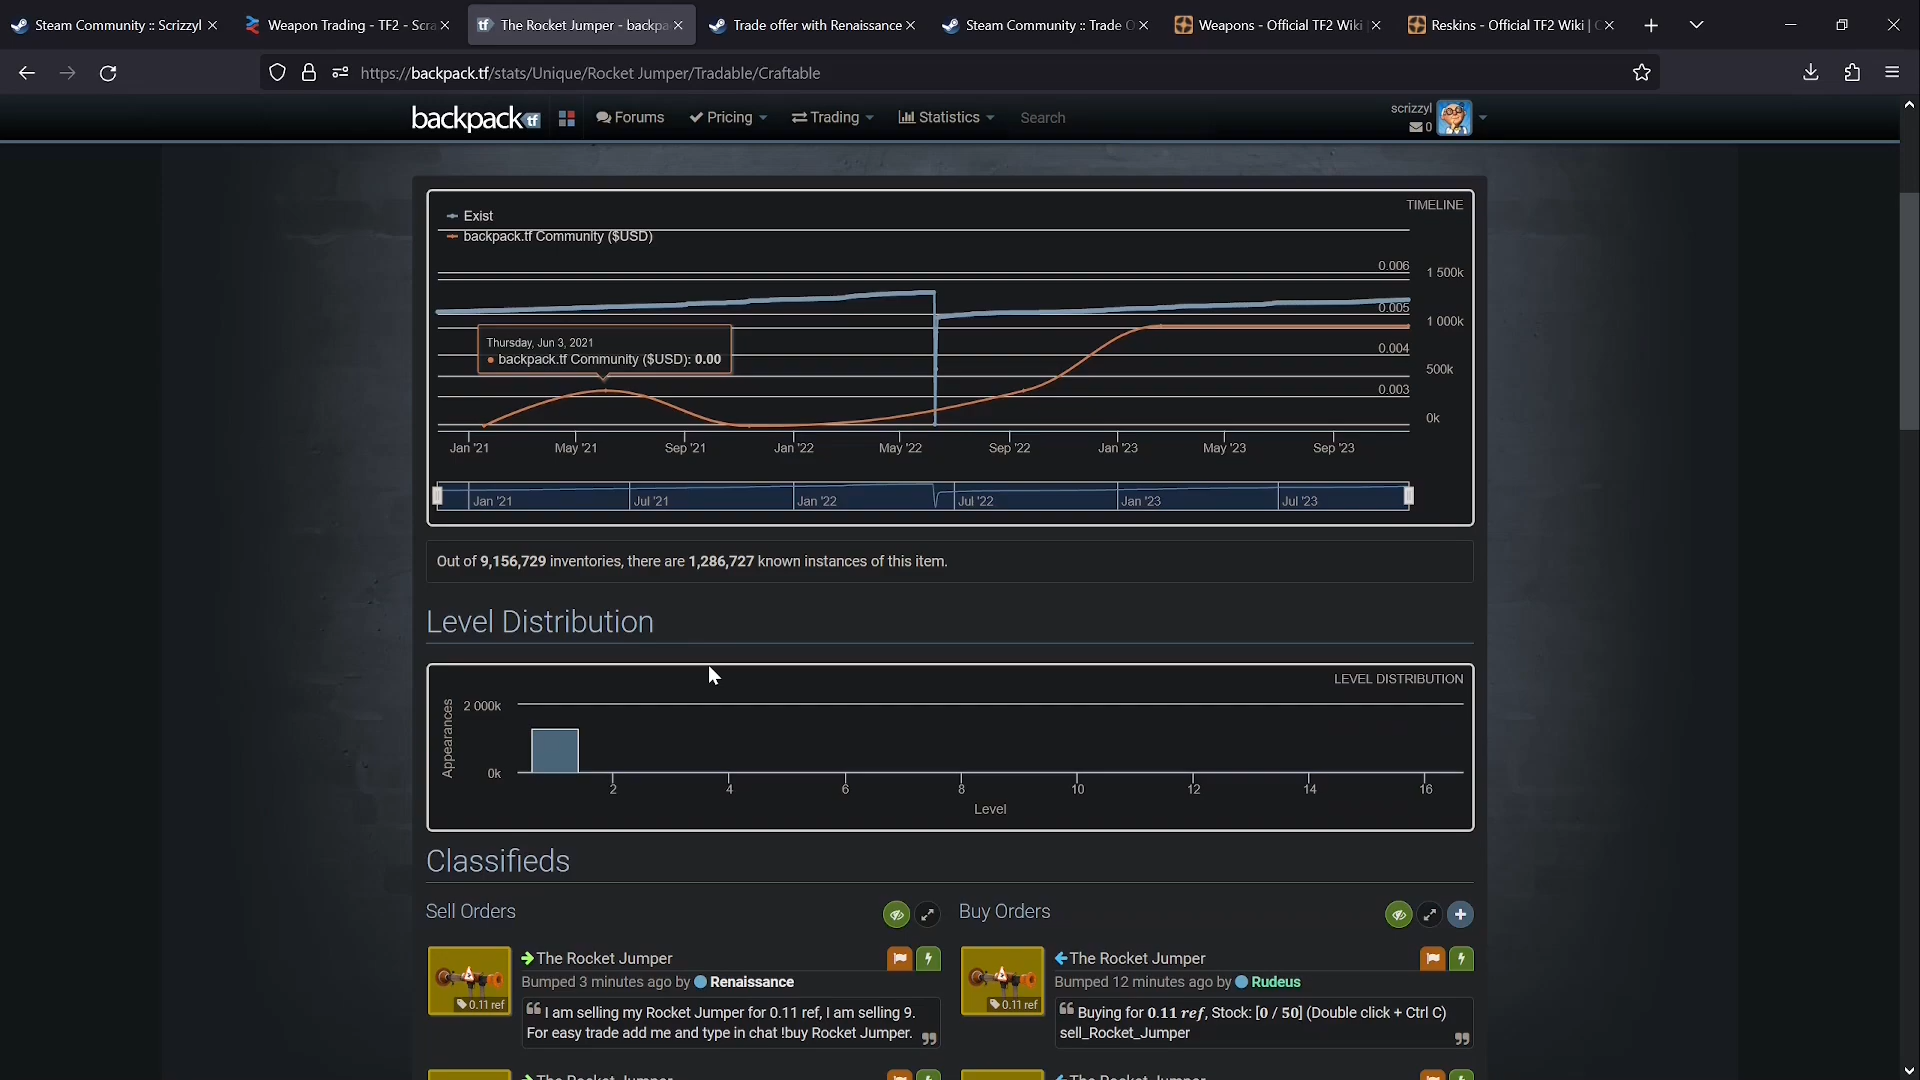 Steam Community :: Scrizzyl
Weapon Trading - TF2 - Scra
tf The Rocket Jumper - backpa
Trade offer with Renaissance
Steam Community :: Trade O
Weapons - Official TF2 Wiki
Reskins - Official TF2 Wiki | O
https://backpack.tf/stats/Unique/Rocket Jumper/Tradable/Craftable
backpack tf
Forums
Pricing
Trading
Statistics
Search
scrizzyl
0
TIMELINE
Exist
backpack.tf Community ($USD)
0.006
1 500k
0.005
1 000k
0.004
500k
0.003
0k
Thursday, Jun 3, 2021
backpack.tf Community ($USD): 0.00
Jan '21 May '21 Sep '21 Jan '22 May '22 Sep '22 Jan '23 May '23 Sep '23
Jan '21 Jul '21 Jan '22 Jul '22 Jan '23 Jul '23
Out of 9,156,729 inventories, there are 1,286,727 known instances of this item.
Level Distribution
LEVEL DISTRIBUTION
Appearances
2 000k
0k
2 4 6 8 10 12 14 16
Level
Classifieds
Sell Orders
Buy Orders
The Rocket Jumper
Bumped 3 minutes ago by Renaissance
0.11 ref
I am selling my Rocket Jumper for 0.11 ref, I am selling 9.
For easy trade add me and type in chat !buy Rocket Jumper.
The Rocket Jumper
Bumped 12 minutes ago by Rudeus
0.11 ref
Buying for 0.11 ref, Stock: [0 / 50] (Double click + Ctrl C)
sell_Rocket_Jumper
The Rocket Jumper
The Rocket Jumper